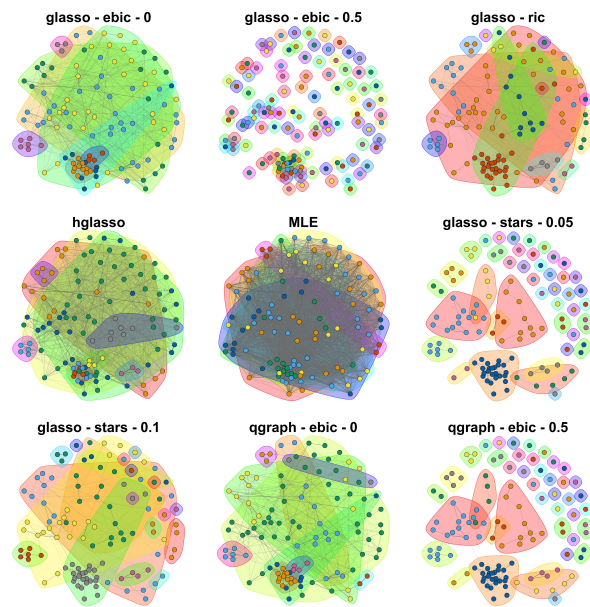 glasso - ebic - 0
glasso - ebic - 0.5
glasso - ric
hglasso
MLE
glasso - stars - 0.05
glasso - stars - 0.1
qgraph - ebic - 0
qgraph - ebic - 0.5